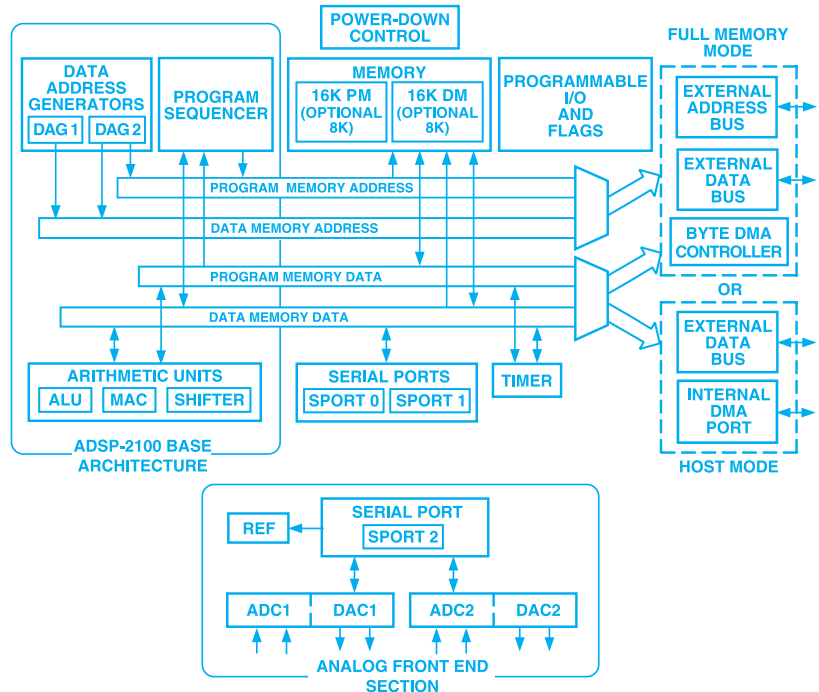 POWER-DOWN
CONTROL
FULL MEMORY
MODE
DATA
ADDRESS
GENERATORS
DAG 1
DAG 2
PROGRAM
SEQUENCER
MEMORY
16K PM
(OPTIONAL
8K)
16K DM
(OPTIONAL
8K)
PROGRAMMABLE
I/O
AND
FLAGS
EXTERNAL
ADDRESS
BUS
EXTERNAL
DATA
BUS
BYTE DMA
CONTROLLER
PROGRAM MEMORY ADDRESS
DATA MEMORY ADDRESS
PROGRAM MEMORY DATA
DATA MEMORY DATA
OR
EXTERNAL
DATA
BUS
INTERNAL
DMA
PORT
HOST MODE
ARITHMETIC UNITS
ALU
MAC
SHIFTER
SERIAL PORTS
SPORT 0
SPORT 1
TIMER
ADSP-2100 BASE
ARCHITECTURE
SERIAL PORT
SPORT 2
REF
ADC1
DAC1
ADC2
DAC2
ANALOG FRONT END
SECTION